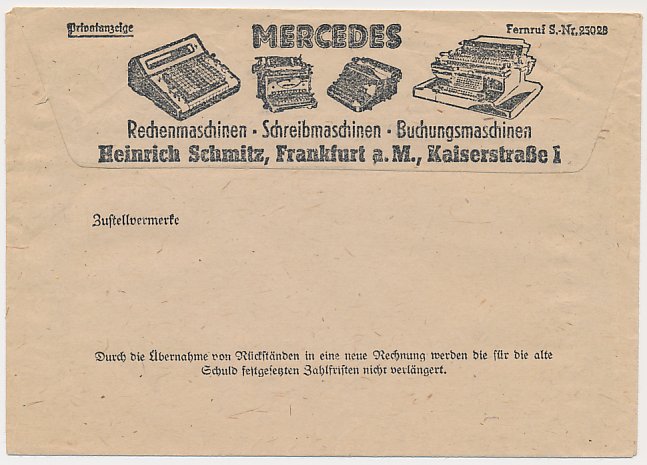 Privatanzeige
MERCEDES
Fernruf S.-Nr. 23028
Rechenmaschinen · Schreibmaschinen · Buchungsmaschinen
Heinrich Schmitz, Frankfurt a. M., Kaiserstraße 1
Zustellvermerke
Durch die Übernahme von Rückständen in eine neue Rechnung werden die für die alte
Schuld festgesetzten Zahlfristen nicht verlängert.